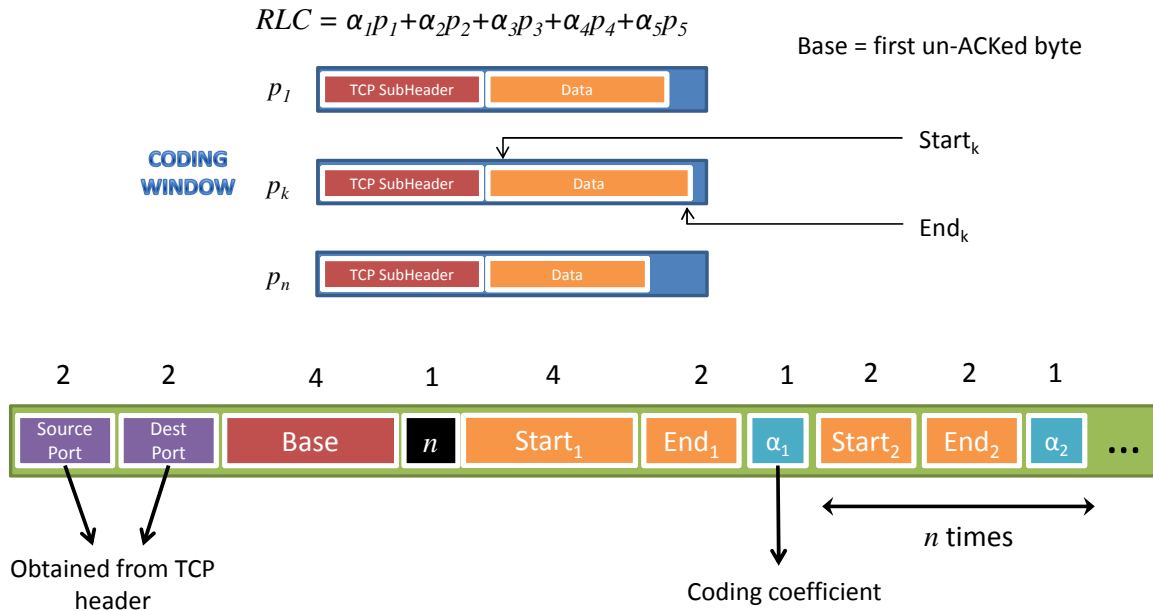 RLC = α₁p₁+α₂p₂+α₃p₃+α₄p₄+α₅p₅
Base = first un-ACKed byte
p₁
TCP SubHeader
Data
Startₖ
CODING
WINDOW
pₖ
TCP SubHeader
Data
Endₖ
pₙ
TCP SubHeader
Data
2 2 4 1 4 2 1 2 2 1
Source
Port
Dest
Port
Base
n
Start₁
End₁
α₁
Start₂
End₂
α₂
...
n times
Obtained from TCP
header
Coding coefficient